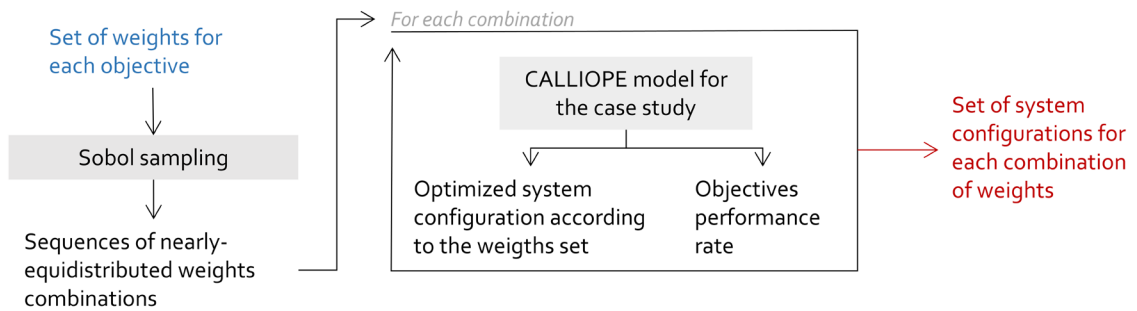 Set of weights for
each objective
Sobol sampling
Sequences of nearly-
equidistributed weights
combinations
For each combination
CALLIOPE model for
the case study
Optimized system
configuration according
to the weigths set
Objectives
performance
rate
Set of system
configurations for
each combination
of weights